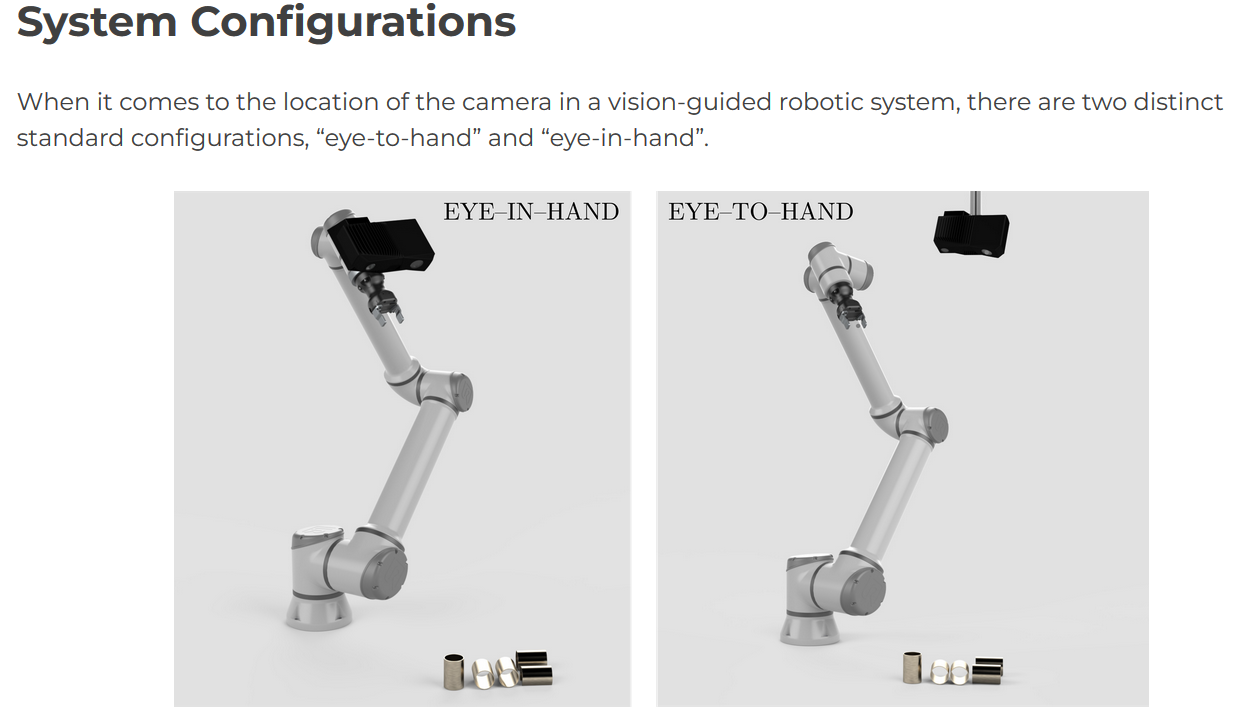 System Configurations
When it comes to the location of the camera in a vision-guided robotic system, there are two distinct
standard configurations, “eye-to-hand” and “eye-in-hand”.
EYE–IN–HAND
EYE–TO–HAND